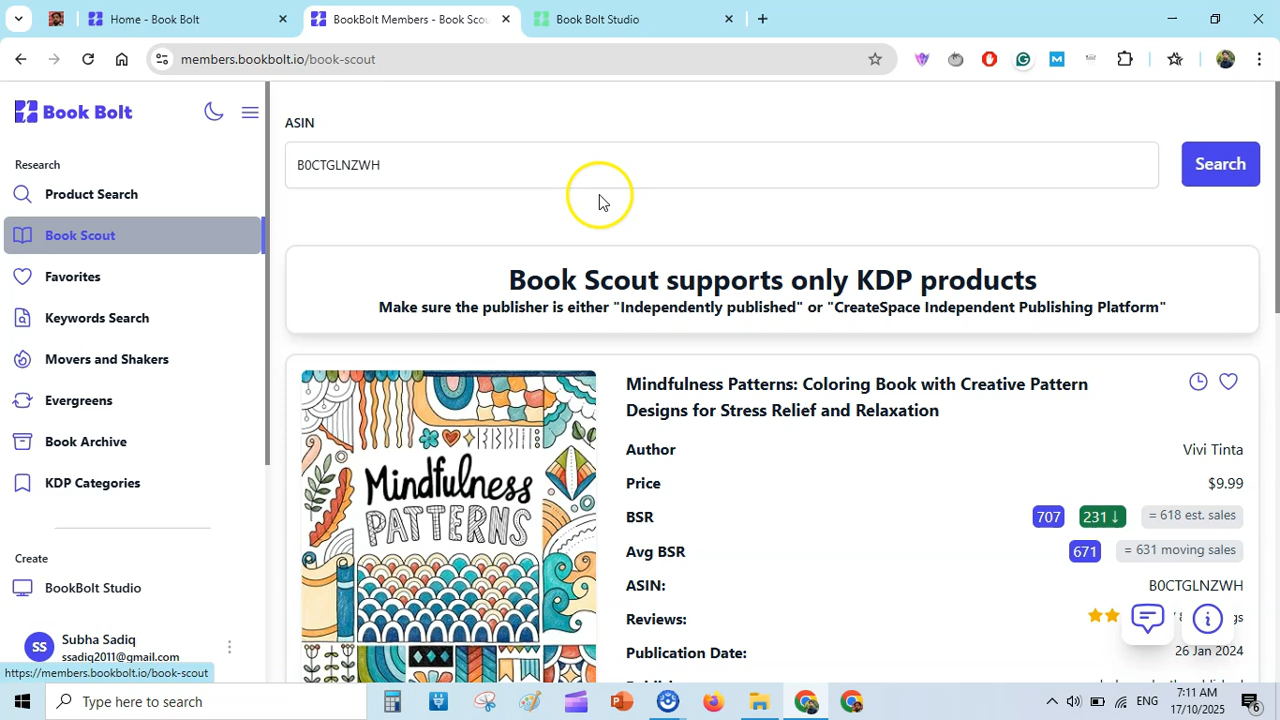 Home - Book Bolt
BookBolt Members - Book Scou
Book Bolt Studio
members.bookbolt.io/book-scout
Book Bolt
Research
Product Search
Book Scout
Favorites
Keywords Search
Movers and Shakers
Evergreens
Book Archive
KDP Categories
Create
BookBolt Studio
SS
Subha Sadiq
ssadiq2011@gmail.com
https://members.bookbolt.io/book-scout
ASIN
B0CTGLNZWH
Search
Book Scout supports only KDP products
Make sure the publisher is either "Independently published" or "CreateSpace Independent Publishing Platform"
Mindfulness
PATTERNS
Mindfulness Patterns: Coloring Book with Creative Pattern
Designs for Stress Relief and Relaxation
Author Vivi Tinta
Price $9.99
BSR 707 231↓ = 618 est. sales
Avg BSR 671 = 631 moving sales
ASIN: B0CTGLNZWH
Reviews:
Publication Date: 26 Jan 2024
Type here to search
ENG
7:11 AM
17/10/2025
6